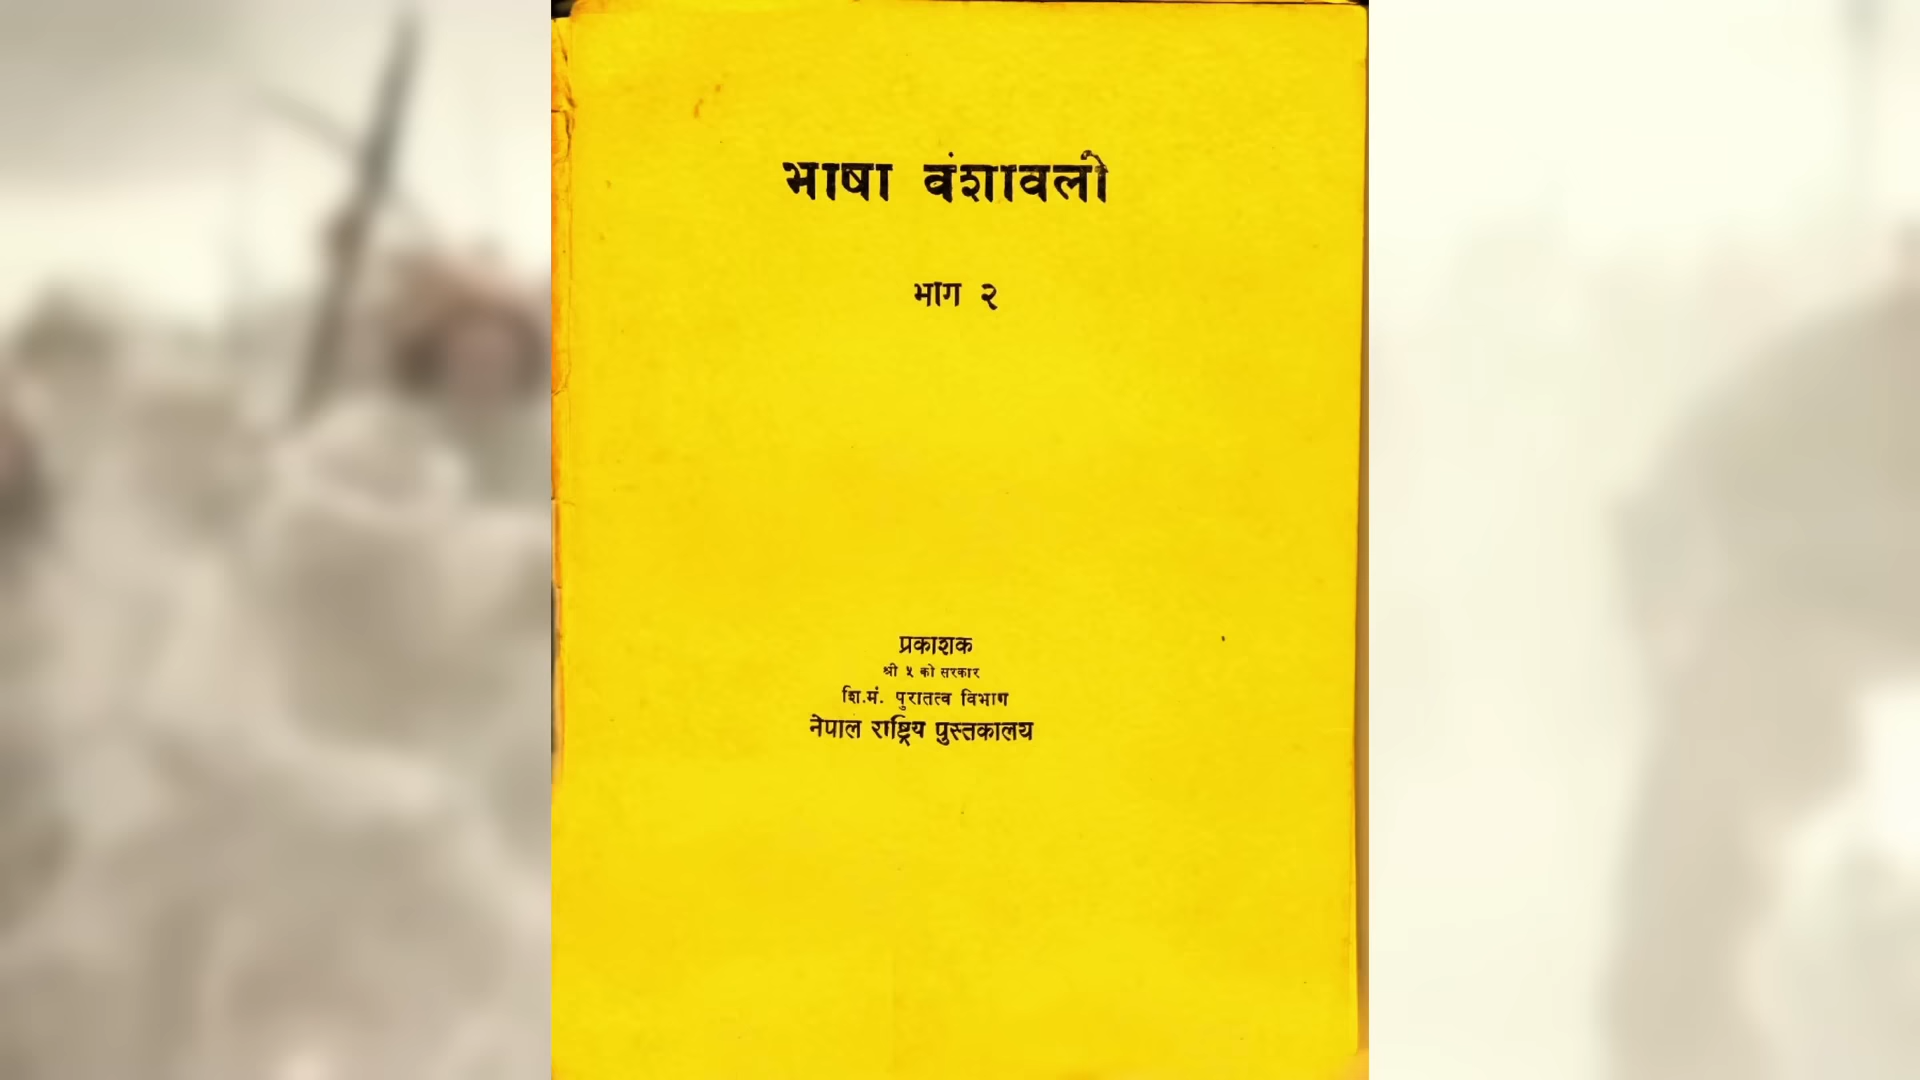 भाषा वंशावली
भाग २
प्रकाशक
श्री ५ को सरकार
शि.मं. पुरातत्व विभाग
नेपाल राष्ट्रिय पुस्तकालय